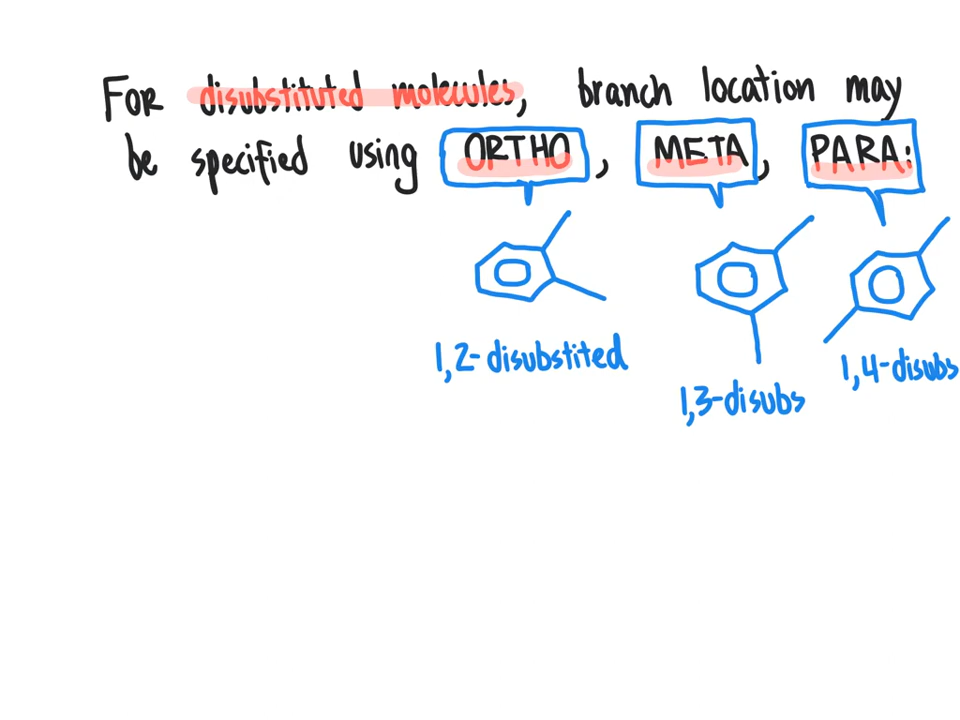 For disubstituted molecules, branch location may
be specified using ORTHO, META, PARA:
1,2-disubstited
1,3-disubs
1,4-disubs